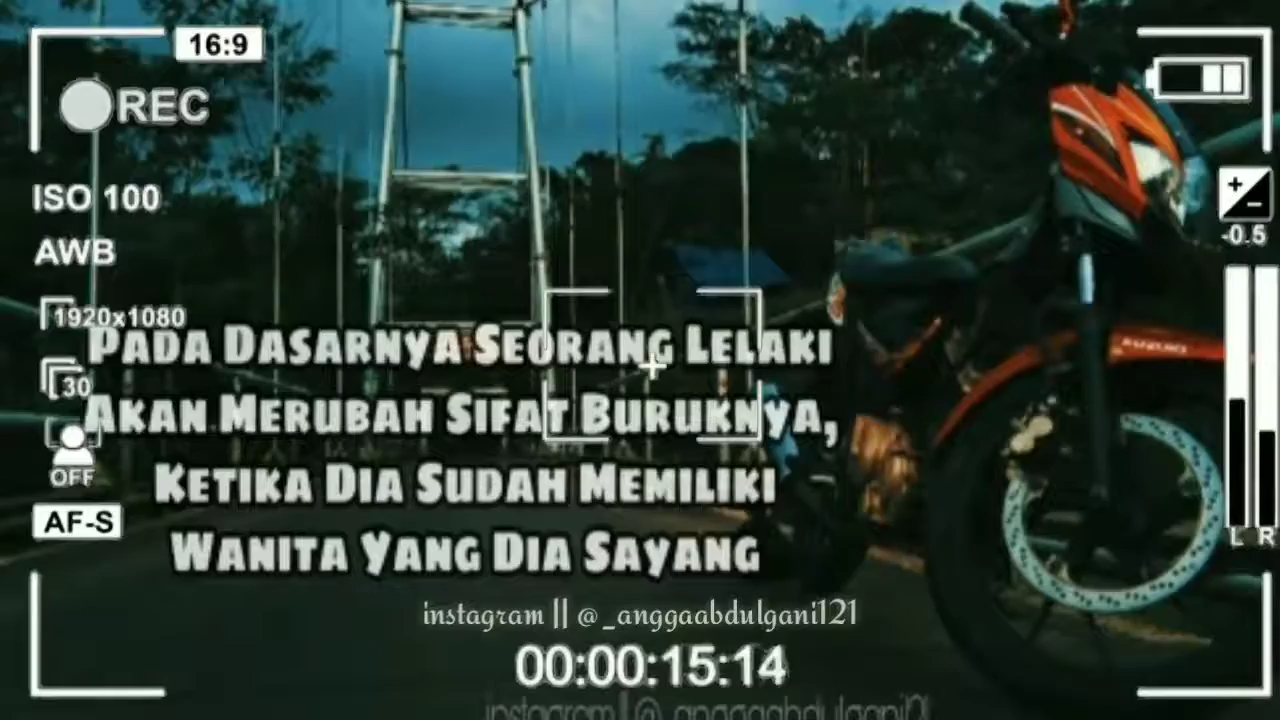 16:9
REC
ISO 100
AWB
-0.5
1920x1080
PADA DASARNYA SEORANG LELAKI
30
AKAN MERUBAH SIFAT BURUKNYA,
OFF
KETIKA DIA SUDAH MEMILIKI
AF-S
WANITA YANG DIA SAYANG
L R
SUZUKI
instagram || @_anggaabdulgani121
00:00:15:14